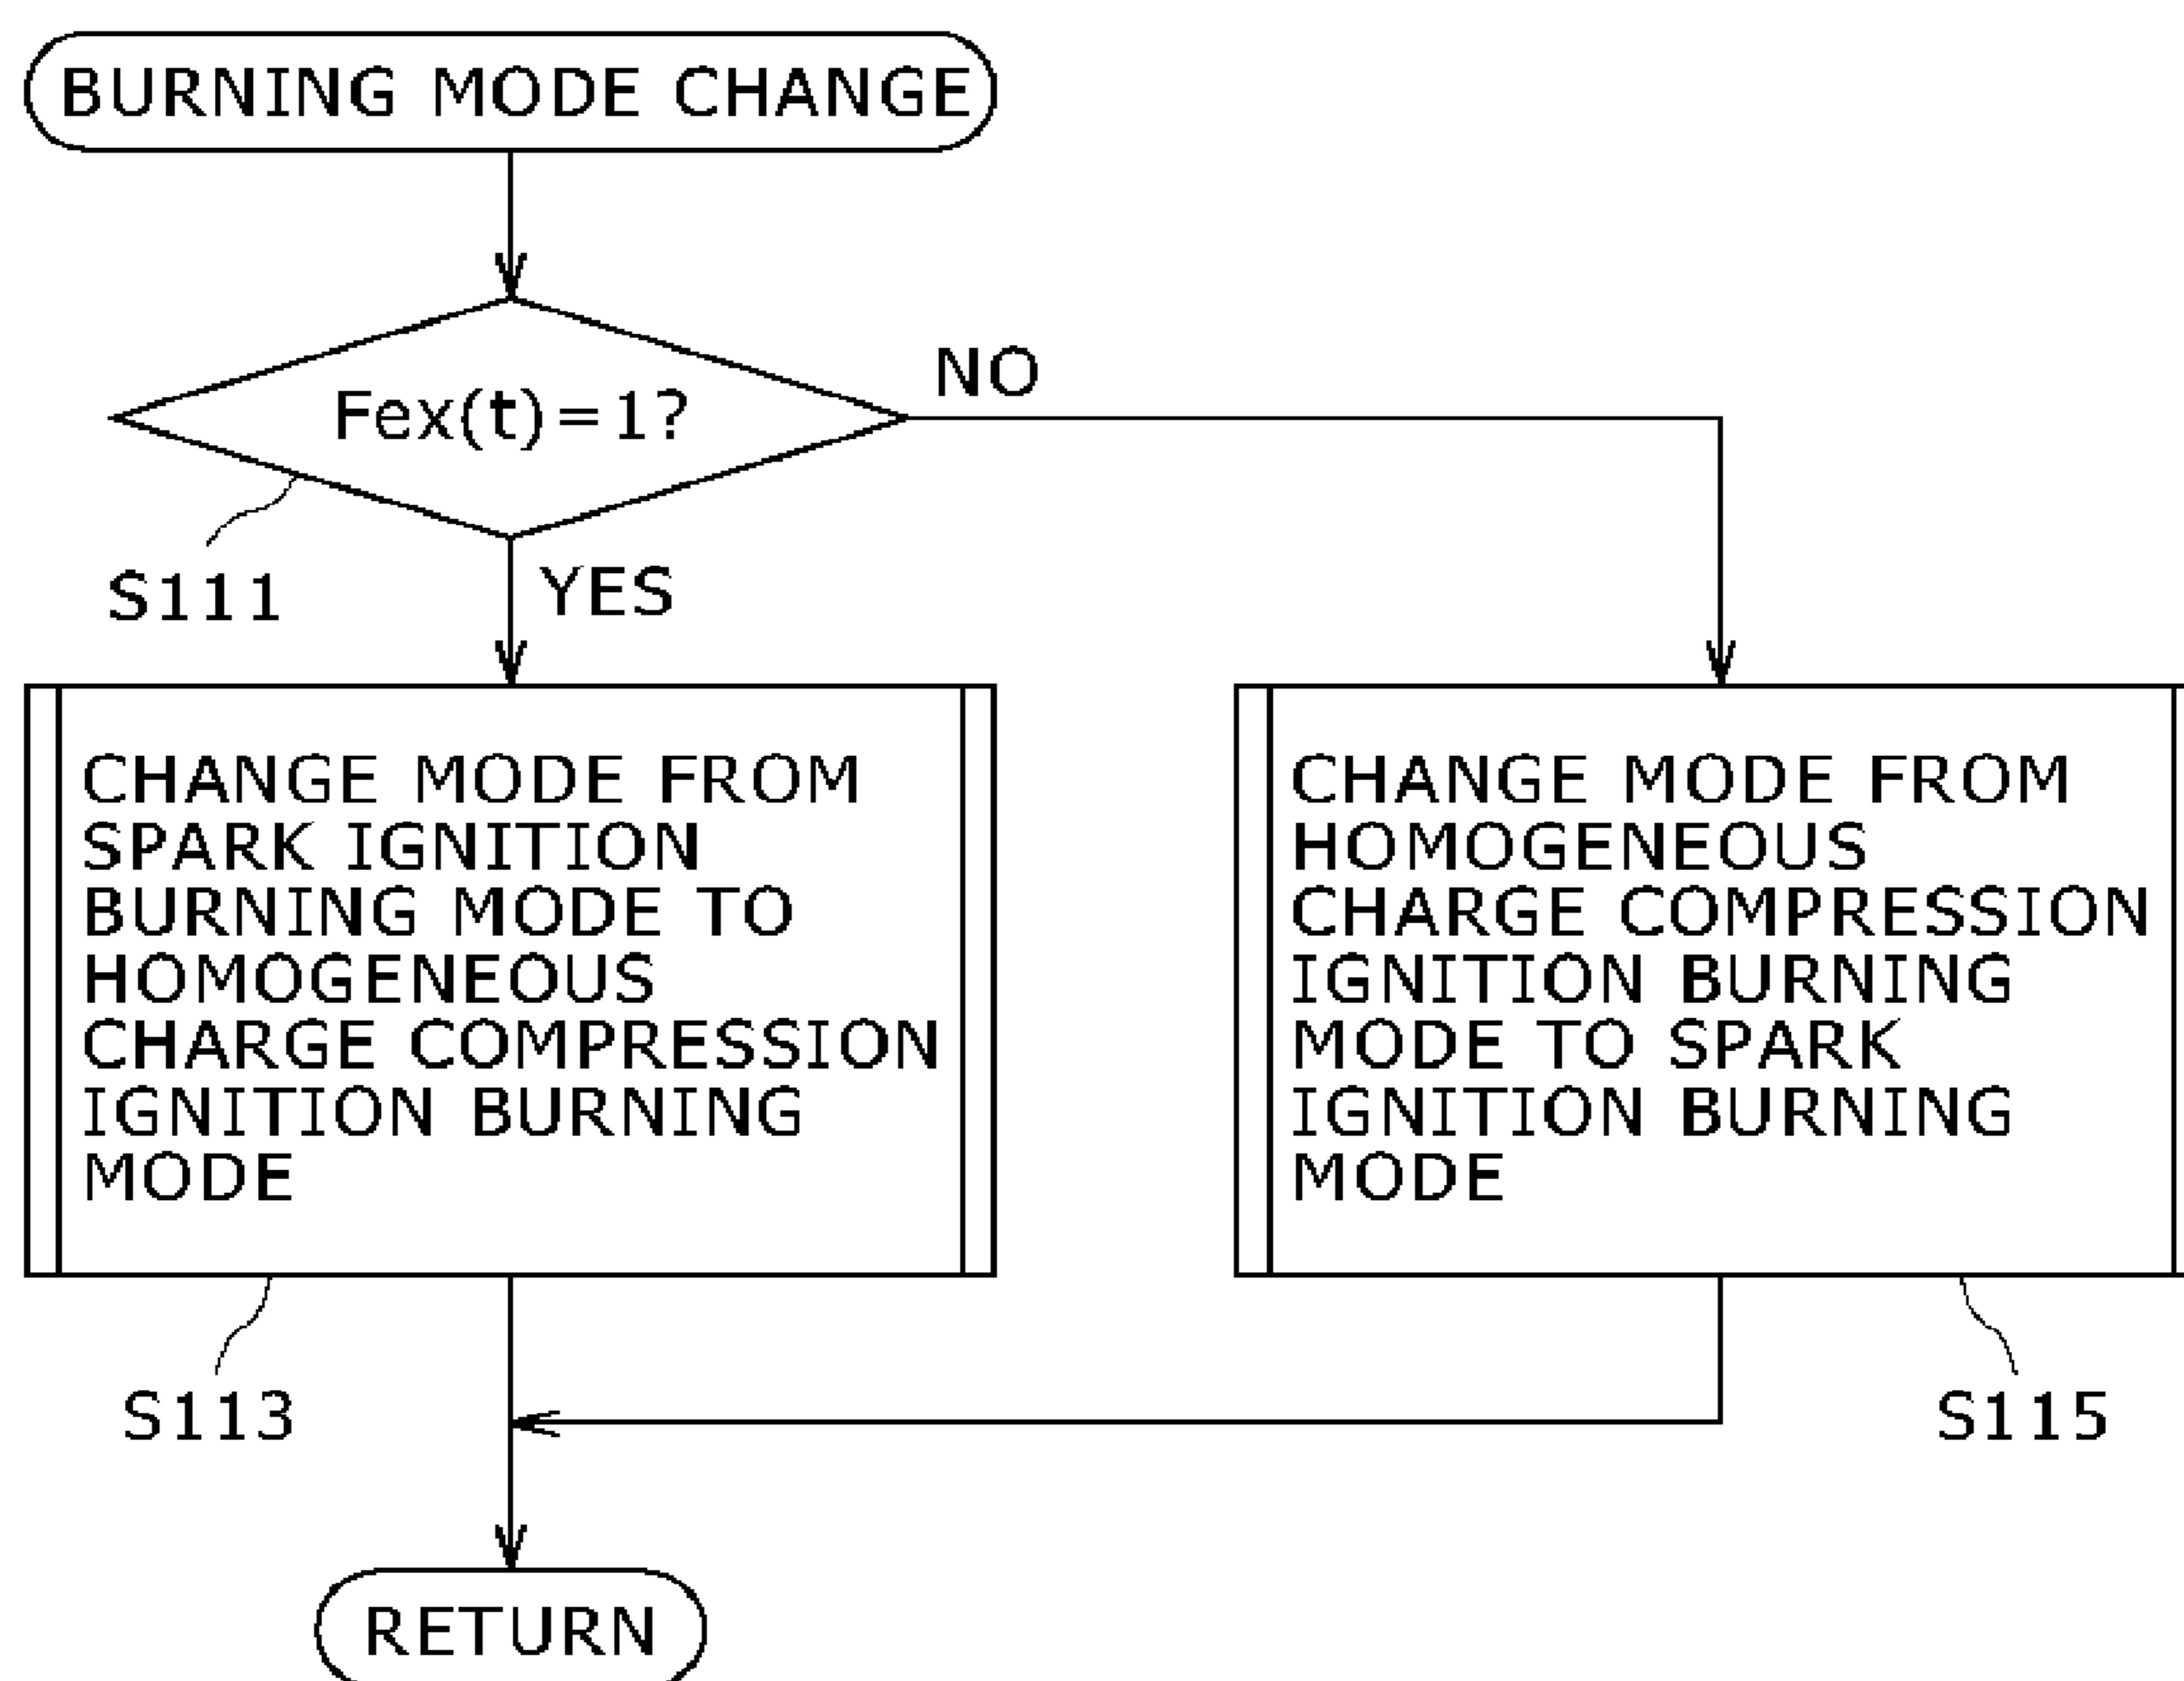 BURNING MODE CHANGE
Fex(t)=1?
NO
S111
YES
CHANGE MODE FROM
SPARK IGNITION
BURNING MODE TO
HOMOGENEOUS
CHARGE COMPRESSION
IGNITION BURNING
MODE
CHANGE MODE FROM
HOMOGENEOUS
CHARGE COMPRESSION
IGNITION BURNING
MODE TO SPARK
IGNITION BURNING
MODE
S113
S115
RETURN